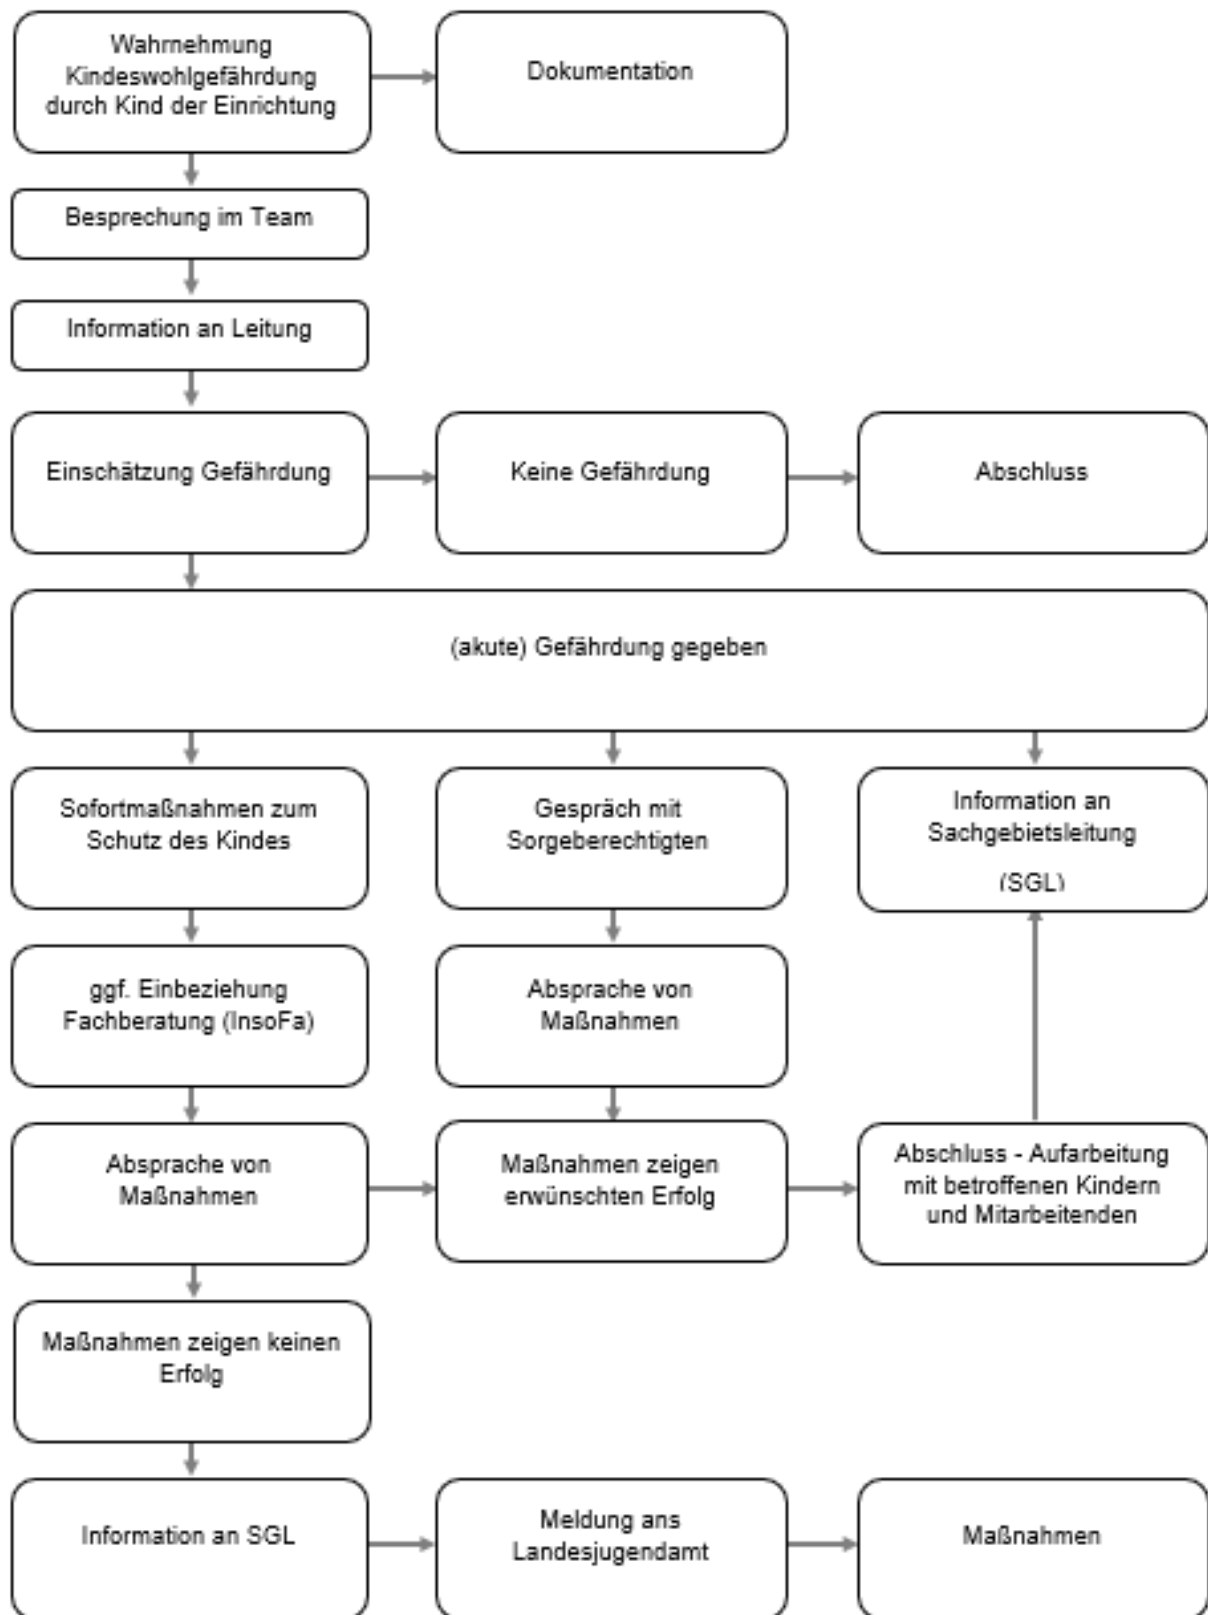 Wahrnehmung
Kindeswohlgefährdung
durch Kind der Einrichtung
Dokumentation
Besprechung im Team
Information an Leitung
Einschätzung Gefährdung
Keine Gefährdung
Abschluss
(akute) Gefährdung gegeben
Sofortmaßnahmen zum
Schutz des Kindes
Gespräch mit
Sorgeberechtigten
Information an
Sachgebietsleitung
(SGL)
ggf. Einbeziehung
Fachberatung (InsoFa)
Absprache von
Maßnahmen
Absprache von
Maßnahmen
Maßnahmen zeigen
erwünschten Erfolg
Abschluss - Aufarbeitung
mit betroffenen Kindern
und Mitarbeitenden
Maßnahmen zeigen keinen
Erfolg
Information an SGL
Meldung ans
Landesjugendamt
Maßnahmen